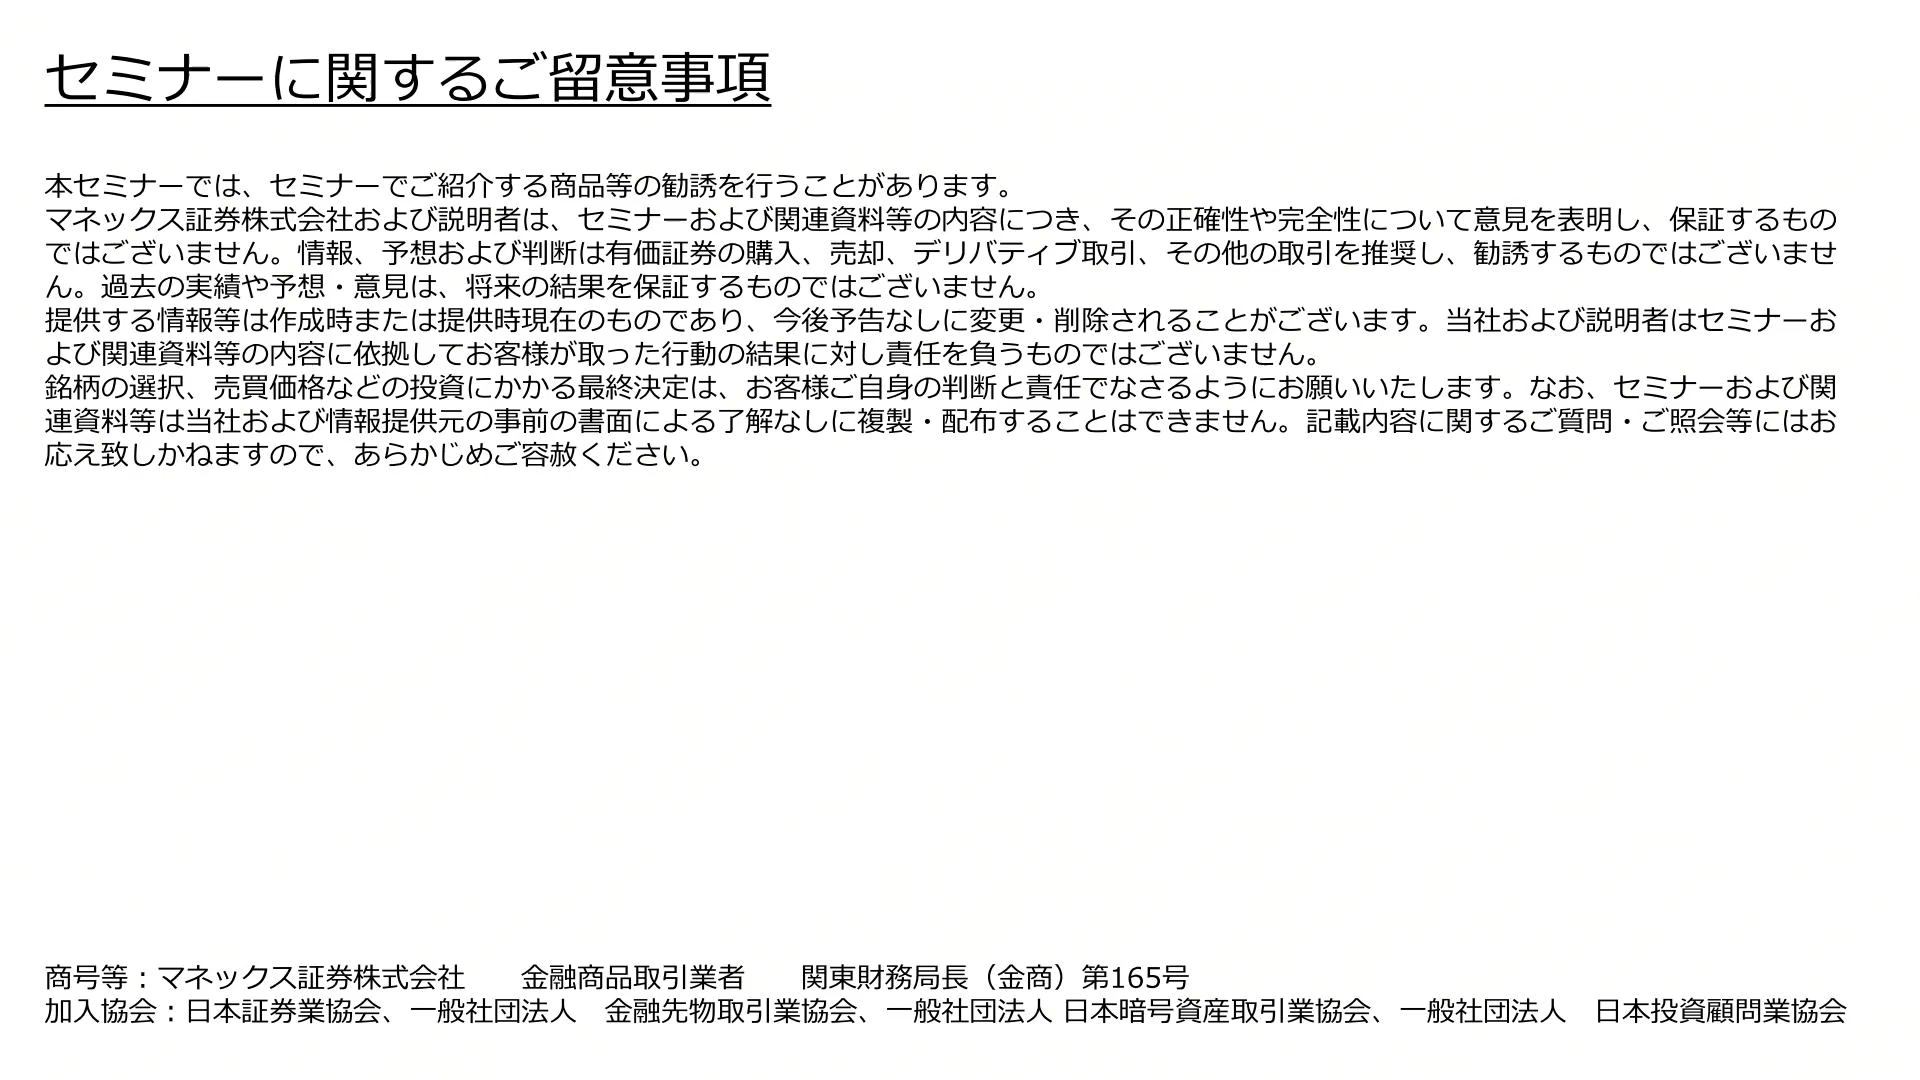 セミナーに関するご留意事項
本セミナーでは、セミナーでご紹介する商品等の勧誘を行うことがあります。
マネックス証券株式会社および説明者は、セミナーおよび関連資料等の内容につき、その正確性や完全性について意見を表明し、保証するもの
ではございません。情報、予想および判断は有価証券の購入、売却、デリバティブ取引、その他の取引を推奨し、勧誘するものではございませ
ん。過去の実績や予想・意見は、将来の結果を保証するものではございません。
提供する情報等は作成時または提供時現在のものであり、今後予告なしに変更・削除されることがございます。当社および説明者はセミナーお
よび関連資料等の内容に依拠してお客様が取った行動の結果に対し責任を負うものではございません。
銘柄の選択、売買価格などの投資にかかる最終決定は、お客様ご自身の判断と責任でなさるようにお願いいたします。なお、セミナーおよび関
連資料等は当社および情報提供元の事前の書面による了解なしに複製・配布することはできません。記載内容に関するご質問・ご照会等にはお
応え致しかねますので、あらかじめご容赦ください。
商号等：マネックス証券株式会社　　金融商品取引業者　　関東財務局長（金商）第165号
加入協会：日本証券業協会、一般社団法人　金融先物取引業協会、一般社団法人 日本暗号資産取引業協会、一般社団法人　日本投資顧問業協会